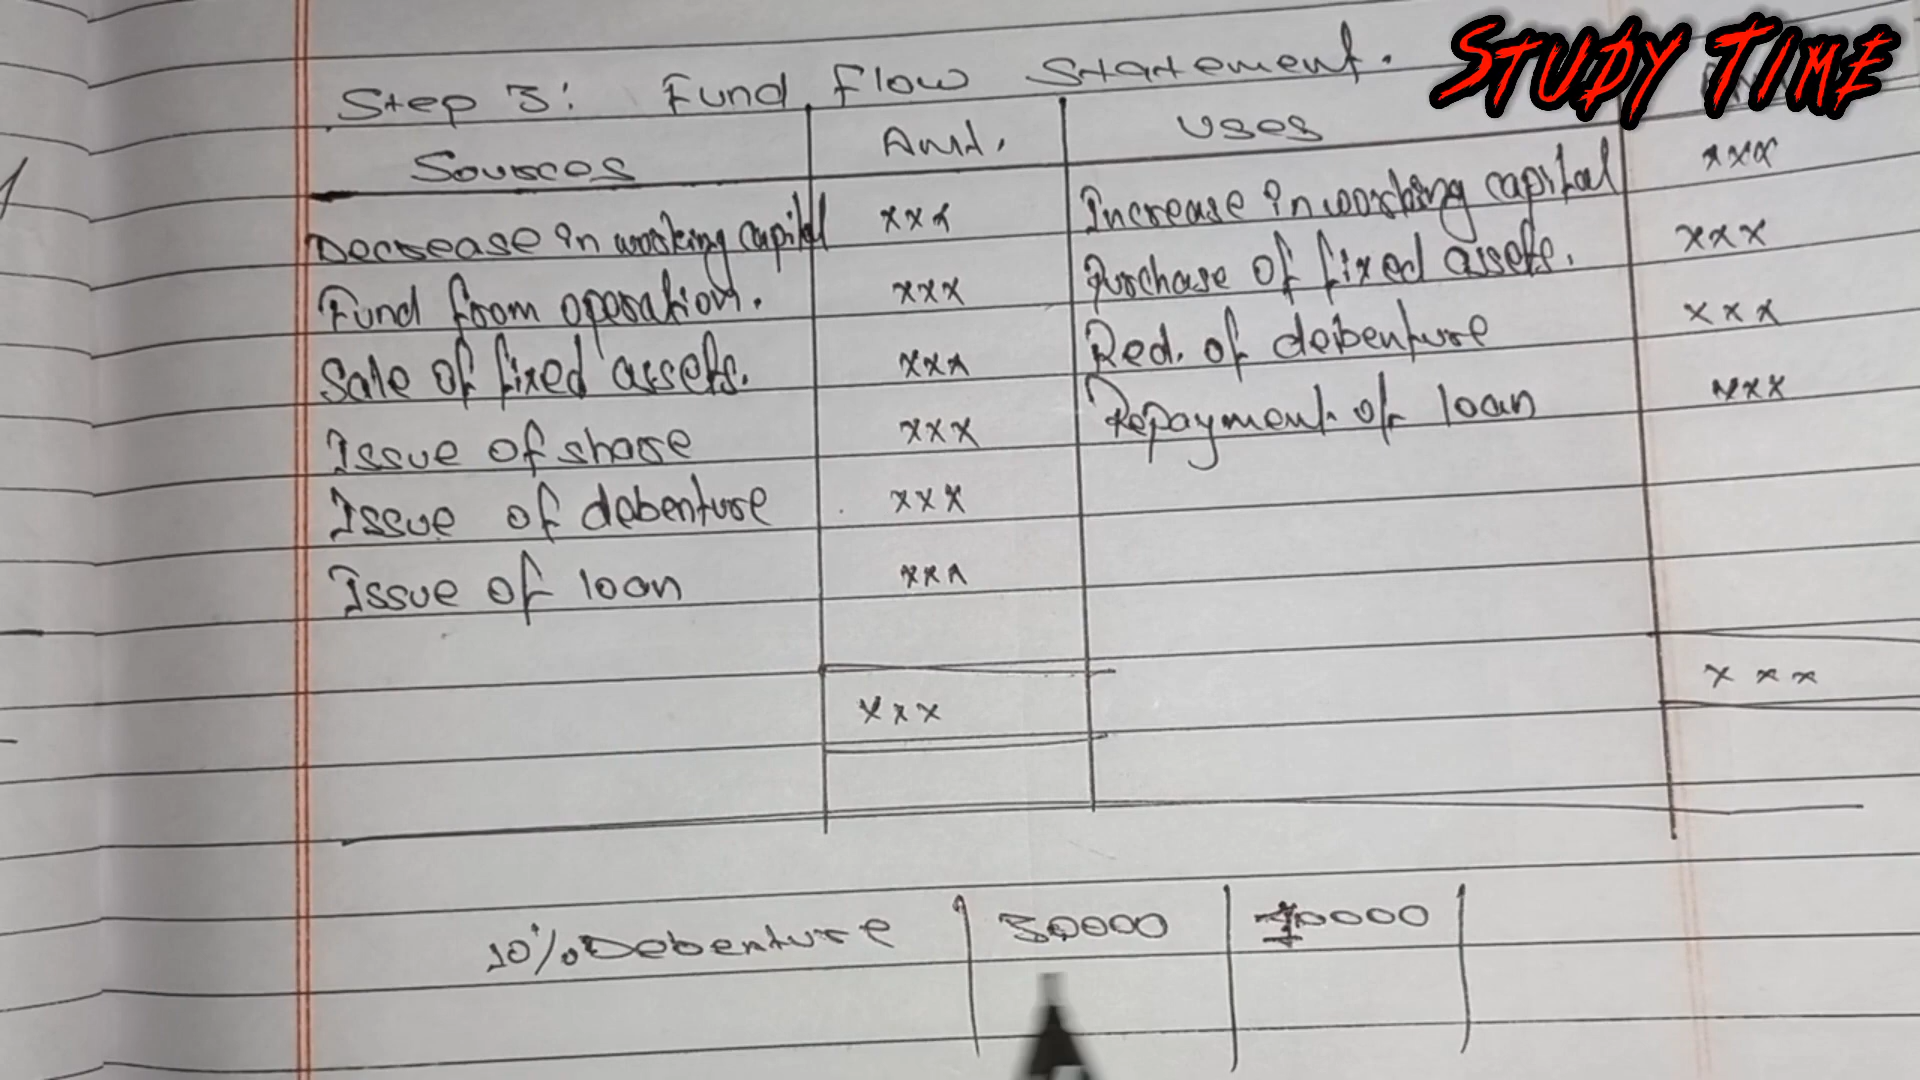 STUDY TIME
Step 3: Fund Flow Statement.
Sources Amt. Uses
Decrease in working capital xxx Increase in working capital xxx
Fund from operation. xxx Purchase of fixed assets. xxx
Sale of fixed assets. xxx Red. of debenture xxx
Issue of share xxx Repayment of loan xxx
Issue of debenture xxx
Issue of loan xxx
xxx xxx
10% Debenture 30000 10000